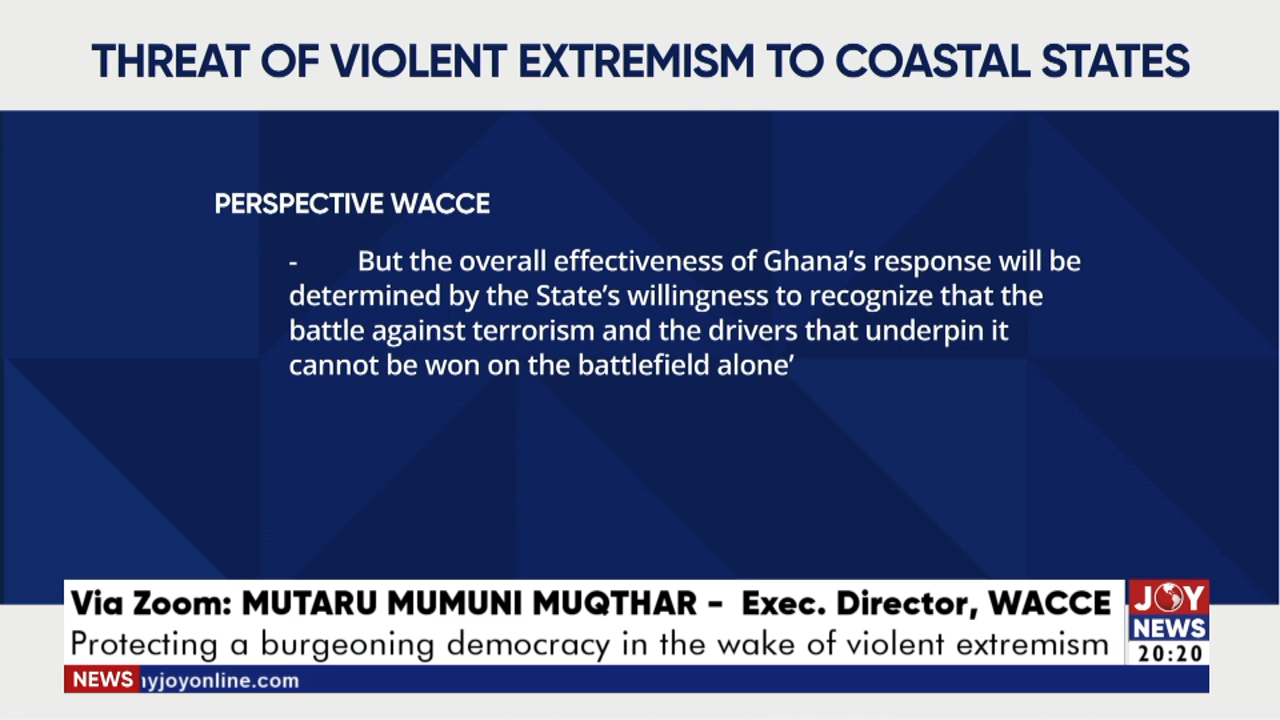 THREAT OF VIOLENT EXTREMISM TO COASTAL STATES
PERSPECTIVE WACCE
- But the overall effectiveness of Ghana’s response will be
determined by the State’s willingness to recognize that the
battle against terrorism and the drivers that underpin it
cannot be won on the battlefield alone’
Via Zoom: MUTARU MUMUNI MUQTHAR - Exec. Director, WACCE
Protecting a burgeoning democracy in the wake of violent extremism
JOY
NEWS
20:20
NEWS yjoyonline.com